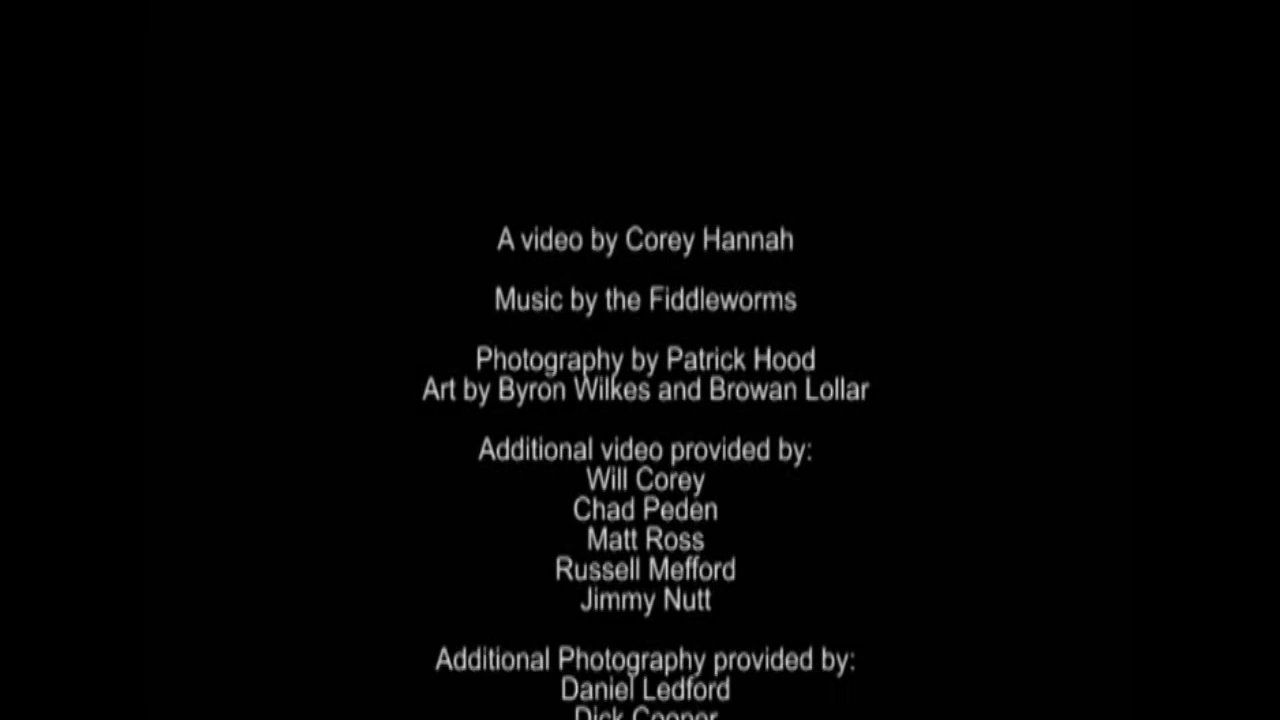 A video by Corey Hannah
Music by the Fiddleworms
Photography by Patrick Hood
Art by Byron Wilkes and Browan Lollar
Additional video provided by:
Will Corey
Chad Peden
Matt Ross
Russell Mefford
Jimmy Nutt
Additional Photography provided by:
Daniel Ledford
Dick Cooper